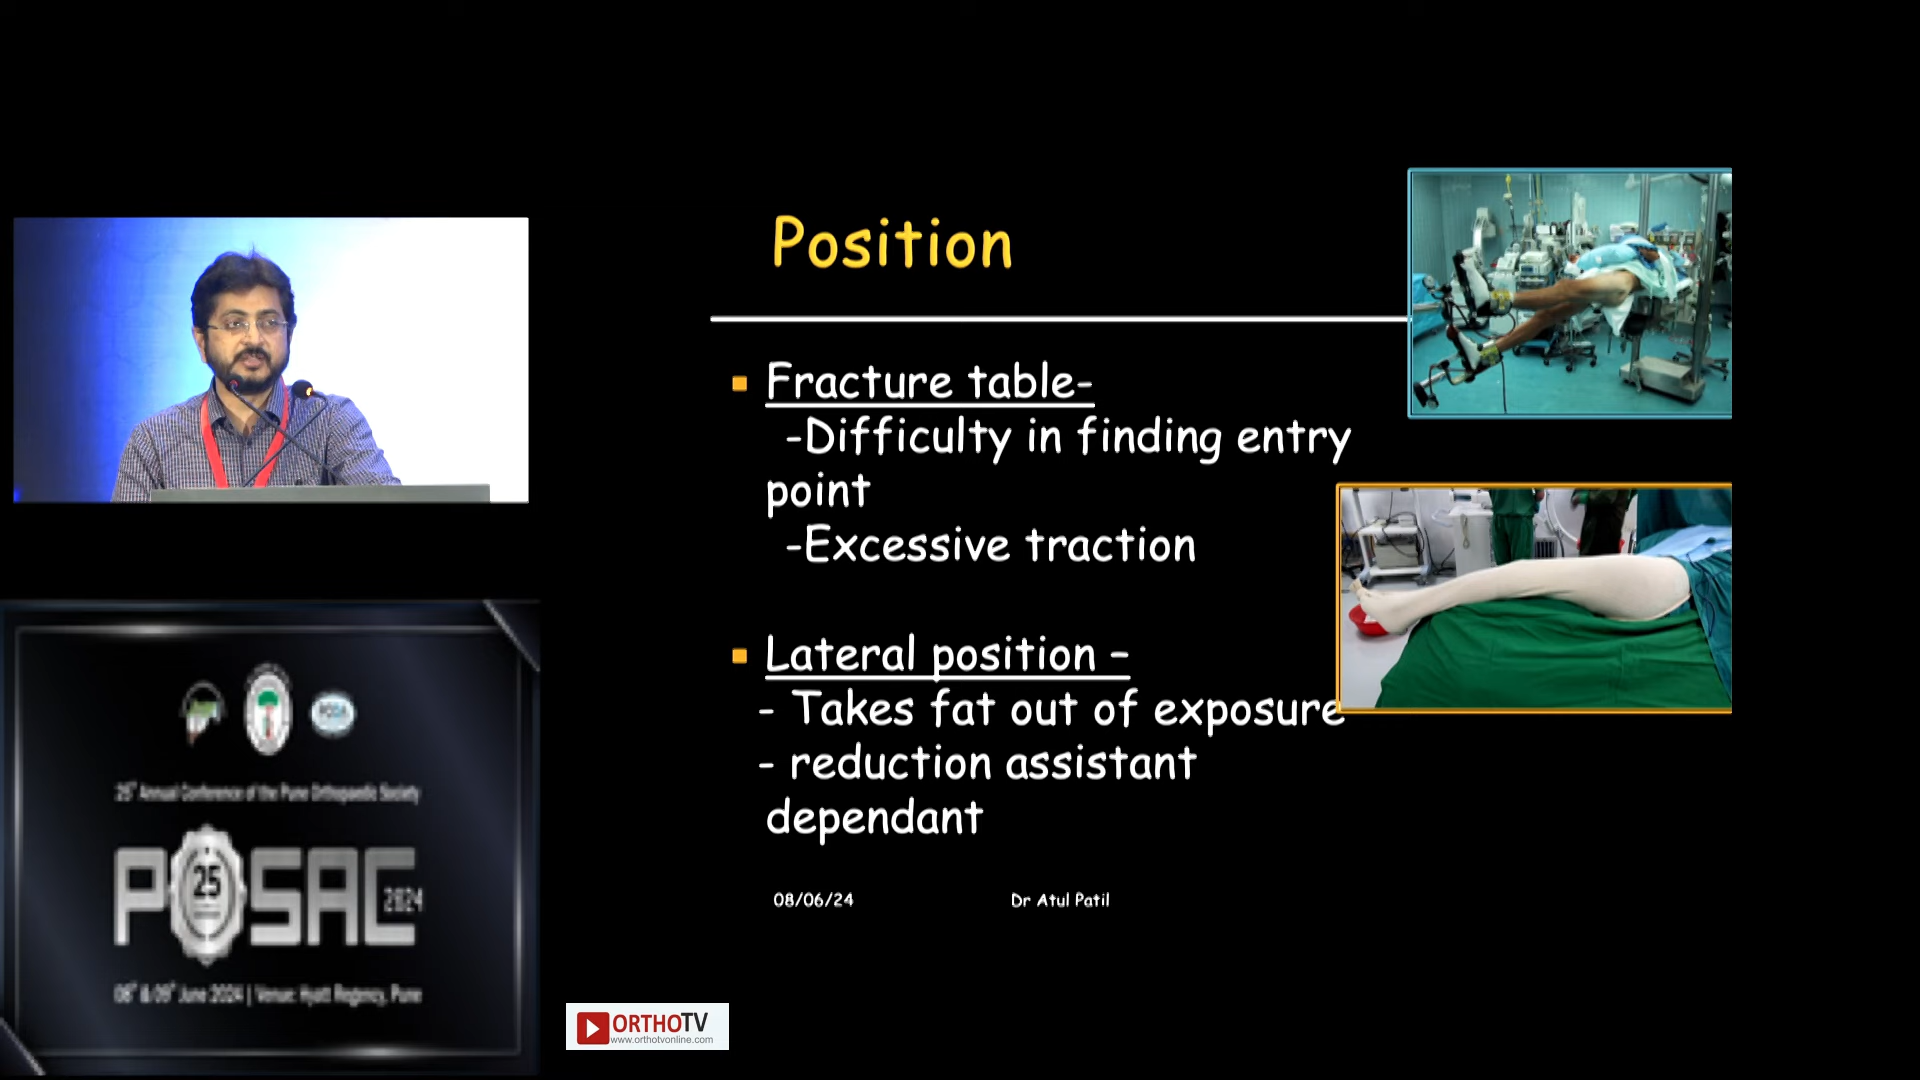 Position
Fracture table-
-Difficulty in finding entry
point
-Excessive traction
Lateral position –
- Takes fat out of exposure
- reduction assistant
dependant
08/06/24
Dr Atul Patil
25th Annual Conference of the Pune Orthopaedic Society
POSAC
25
2024
08th & 09th June 2024 | Venue: Hyatt Regency, Pune
ORTHOTV
www.orthotvonline.com